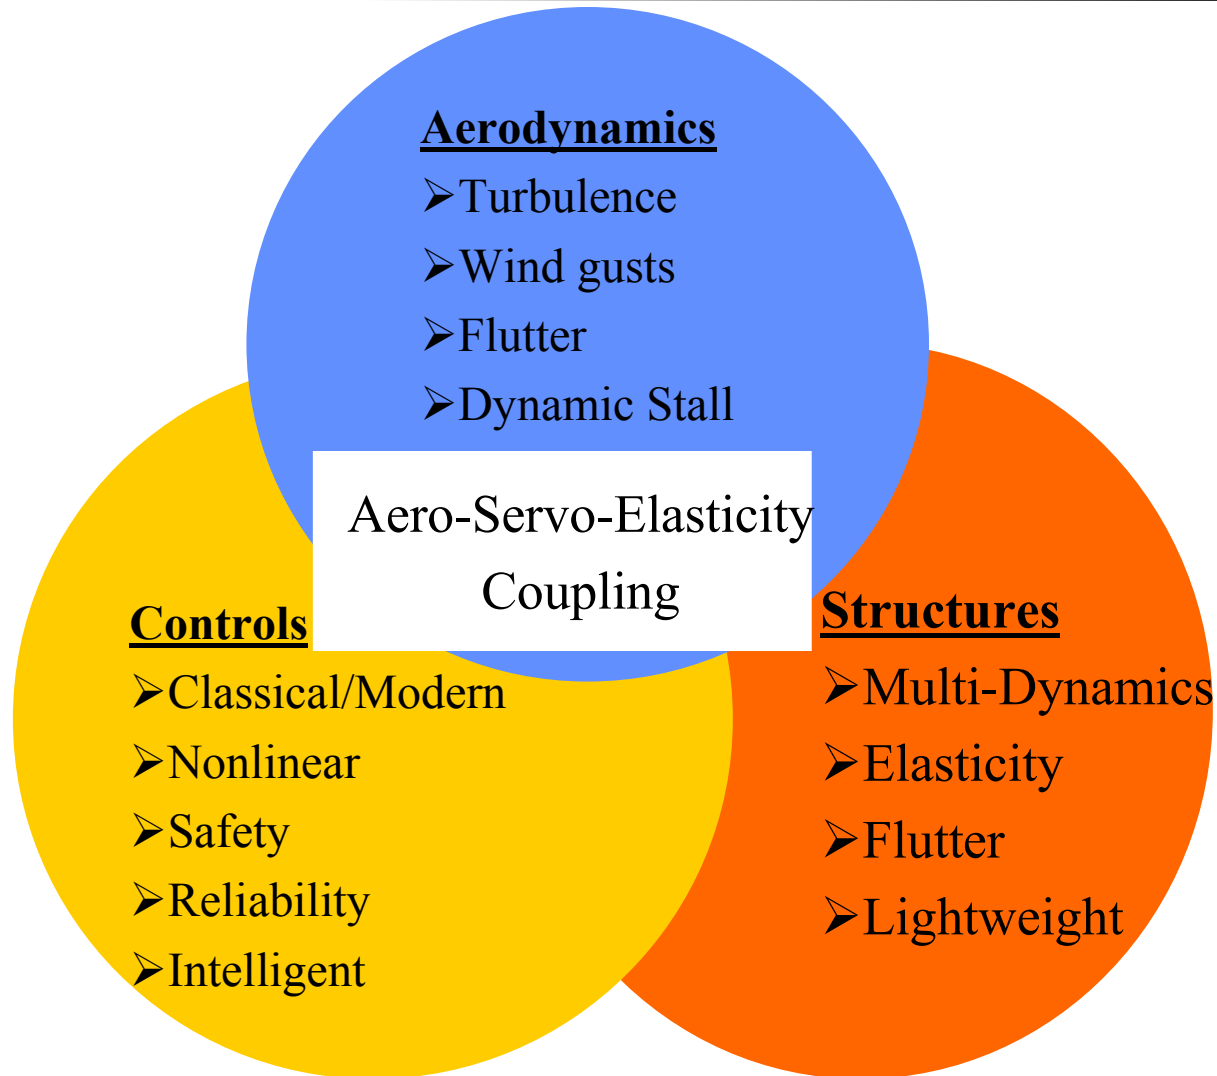 Aerodynamics
➢Turbulence
➢Wind gusts
➢Flutter
➢Dynamic Stall
Aero-Servo-Elasticity
Coupling
Controls
➢Classical/Modern
➢Nonlinear
➢Safety
➢Reliability
➢Intelligent
Structures
➢Multi-Dynamics
➢Elasticity
➢Flutter
➢Lightweight